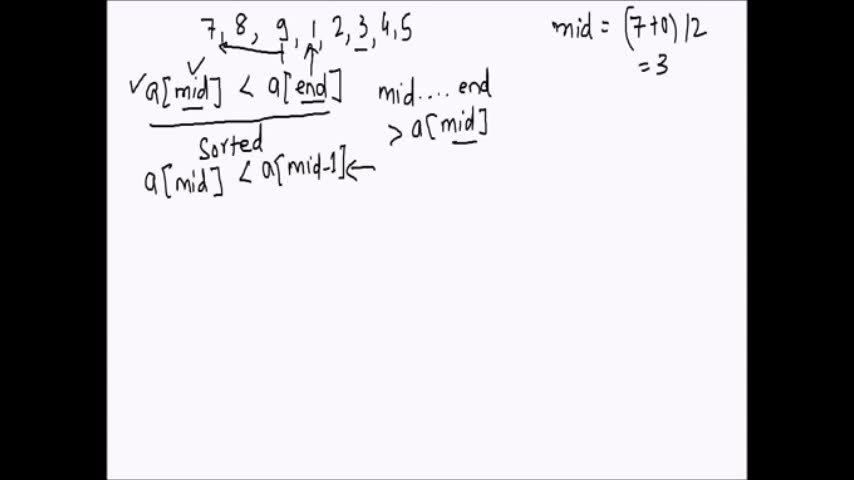 7, 8, 9, 1, 2, 3, 4, 5
mid = (7+0) /2
= 3
a[mid] < a[end]
mid .... end
> a[mid]
Sorted
a[mid] < a[mid-1]